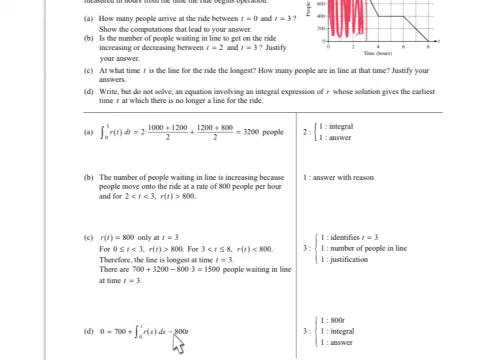 measured in hours from the time the ride begins operation.
(a) How many people arrive at the ride between t = 0 and t = 3 ?
Show the computations that lead to your answer.
(b) Is the number of people waiting in line to get on the ride
increasing or decreasing between t = 2 and t = 3 ? Justify
your answer.
(c) At what time t is the line for the ride the longest? How many people are in line at that time? Justify your
answers.
(d) Write, but do not solve, an equation involving an integral expression of r whose solution gives the earliest
time t at which there is no longer a line for the ride.
People
600
400
200
0
2
4
6
8
t
Time (hours)
(a) ∫₀³ r(t) dt = 2·(1000 + 1200)/2 + (1200 + 800)/2 = 3200 people
2 : { 1 : integral
1 : answer
(b) The number of people waiting in line is increasing because
people move onto the ride at a rate of 800 people per hour
and for 2 < t < 3, r(t) > 800.
1 : answer with reason
(c) r(t) = 800 only at t = 3
For 0 ≤ t < 3, r(t) > 800. For 3 < t ≤ 8, r(t) < 800.
Therefore, the line is longest at time t = 3.
There are 700 + 3200 − 800·3 = 1500 people waiting in line
at time t = 3.
3 : { 1 : identifies t = 3
1 : number of people in line
1 : justification
(d) 0 = 700 + ∫₀ᵗ r(s) ds − 800t
3 : { 1 : 800t
1 : integral
1 : answer